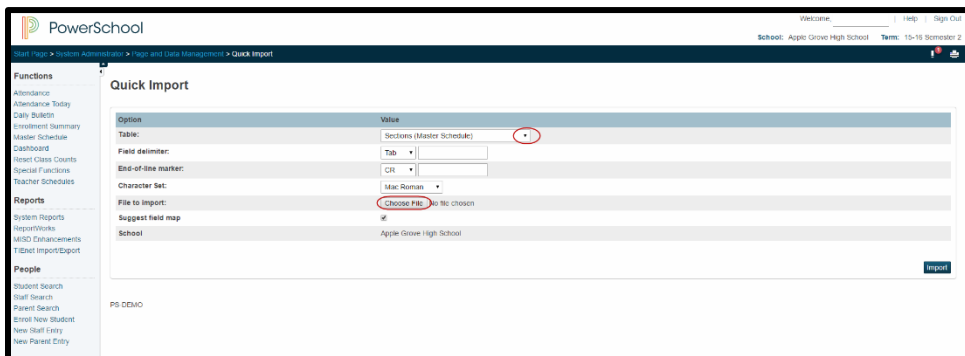 PowerSchool
Welcome, | Help | Sign Out
School: Apple Grove High School Term: 15-16 Semester 2
Start Page > System Administrator > Page and Data Management > Quick Import
Functions
Attendance
Attendance Today
Daily Bulletin
Enrollment Summary
Master Schedule
Dashboard
Reset Class Counts
Special Functions
Teacher Schedules
Reports
System Reports
ReportWorks
MISD Enhancements
TIEnet Import/Export
People
Student Search
Staff Search
Parent Search
Enroll New Student
New Staff Entry
New Parent Entry
Quick Import
Option Value
Table: Sections (Master Schedule)
Field delimiter: Tab
End-of-line marker: CR
Character Set: Mac Roman
File to import: Choose File No file chosen
Suggest field map
School Apple Grove High School
Import
PS-DEMO